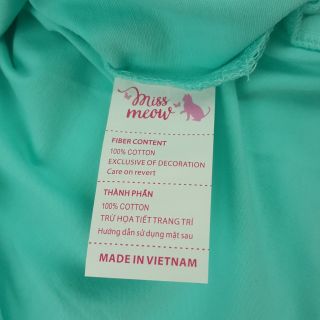 miss
meow
FIBER CONTENT
100% COTTON
EXCLUSIVE OF DECORATION
Care on revert
THÀNH PHẦN
100% COTTON
TRỪ HỌA TIẾT TRANG TRÍ
Hướng dẫn sử dụng mặt sau
MADE IN VIETNAM